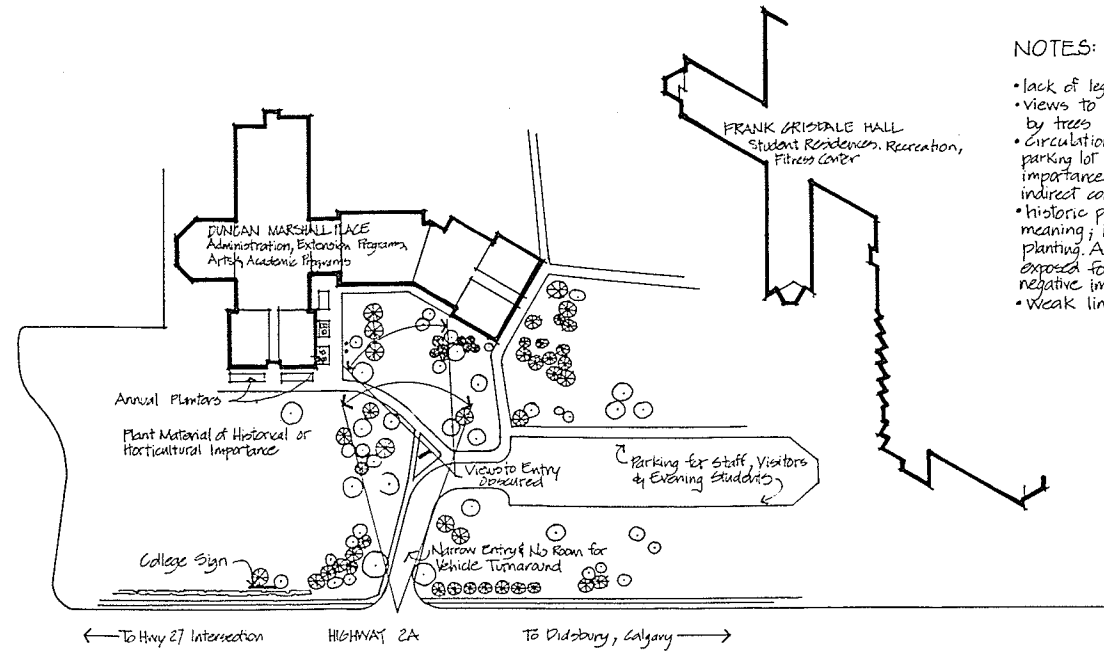 NOTES:
• lack of leg
• views to
by trees
• circulation
parking lot
importance
indirect co
• historic p
meaning; i
planting. A
exposed fo
negative im
• weak lin
FRANK GRISDALE HALL
Student Residences, Recreation,
Fitness Center
DUNCAN MARSHALL PLACE
Administration, Extension Programs,
Arts, Academic Programs
Annual Planters
Plant Material of Historical or
Horticultural Importance
Views to Entry
Obscured
Parking for Staff, Visitors
& Evening Students
College Sign
Narrow Entry & No Room for
Vehicle Turnaround
←To Hwy 27 Intersection
HIGHWAY 2A
To Didsbury, Calgary→